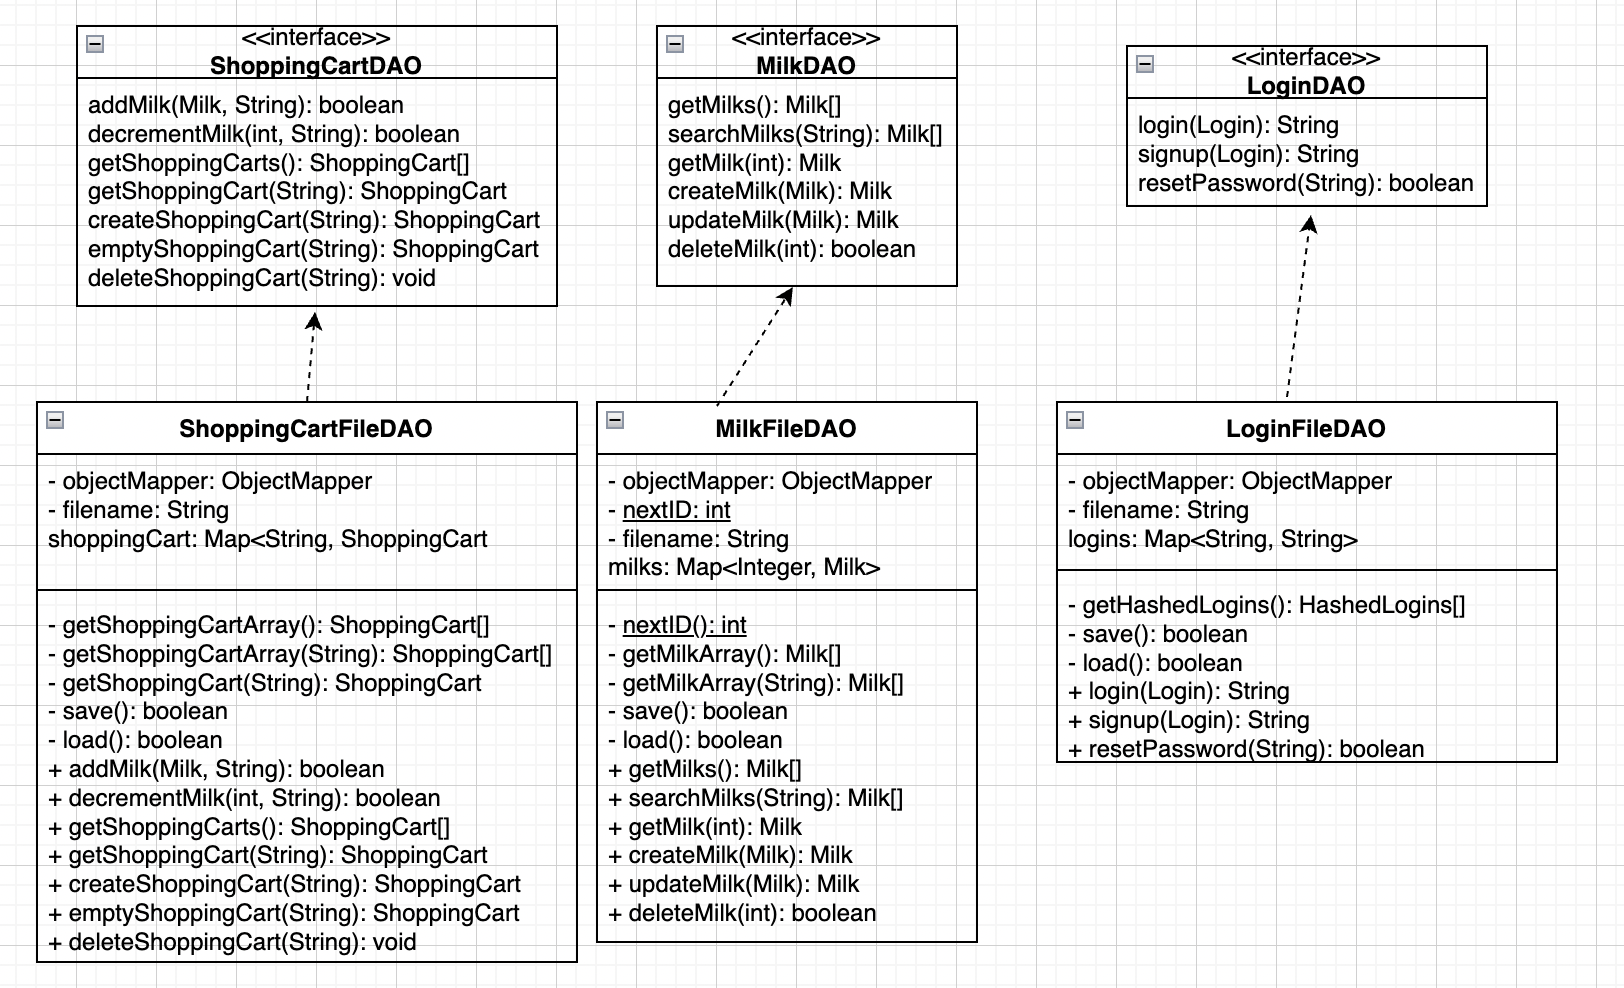 <<interface>>
ShoppingCartDAO
addMilk(Milk, String): boolean
decrementMilk(int, String): boolean
getShoppingCarts(): ShoppingCart[]
getShoppingCart(String): ShoppingCart
createShoppingCart(String): ShoppingCart
emptyShoppingCart(String): ShoppingCart
deleteShoppingCart(String): void
<<interface>>
MilkDAO
getMilks(): Milk[]
searchMilks(String): Milk[]
getMilk(int): Milk
createMilk(Milk): Milk
updateMilk(Milk): Milk
deleteMilk(int): boolean
<<interface>>
LoginDAO
login(Login): String
signup(Login): String
resetPassword(String): boolean
ShoppingCartFileDAO
- objectMapper: ObjectMapper
- filename: String
shoppingCart: Map<String, ShoppingCart
- getShoppingCartArray(): ShoppingCart[]
- getShoppingCartArray(String): ShoppingCart[]
- getShoppingCart(String): ShoppingCart
- save(): boolean
- load(): boolean
+ addMilk(Milk, String): boolean
+ decrementMilk(int, String): boolean
+ getShoppingCarts(): ShoppingCart[]
+ getShoppingCart(String): ShoppingCart
+ createShoppingCart(String): ShoppingCart
+ emptyShoppingCart(String): ShoppingCart
+ deleteShoppingCart(String): void
MilkFileDAO
- objectMapper: ObjectMapper
- nextID: int
- filename: String
milks: Map<Integer, Milk>
- nextID(): int
- getMilkArray(): Milk[]
- getMilkArray(String): Milk[]
- save(): boolean
- load(): boolean
+ getMilks(): Milk[]
+ searchMilks(String): Milk[]
+ getMilk(int): Milk
+ createMilk(Milk): Milk
+ updateMilk(Milk): Milk
+ deleteMilk(int): boolean
LoginFileDAO
- objectMapper: ObjectMapper
- filename: String
logins: Map<String, String>
- getHashedLogins(): HashedLogins[]
- save(): boolean
- load(): boolean
+ login(Login): String
+ signup(Login): String
+ resetPassword(String): boolean